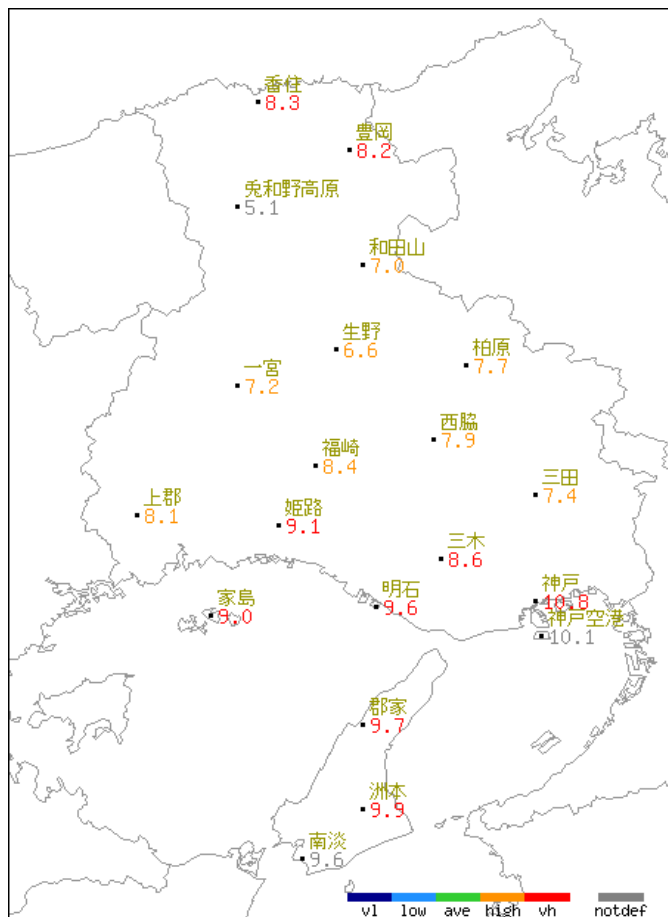 香住
8.3
豊岡
8.2
兎和野高原
5.1
和田山
7.0
生野
6.6
柏原
7.7
一宮
7.2
西脇
7.9
福崎
8.4
三田
7.4
上郡
8.1
姫路
9.1
三木
8.6
明石
9.6
神戸
10.8
家島
9.0
神戸空港
10.1
郡家
9.7
洲本
9.9
南淡
9.6
vl low ave high vh notdef